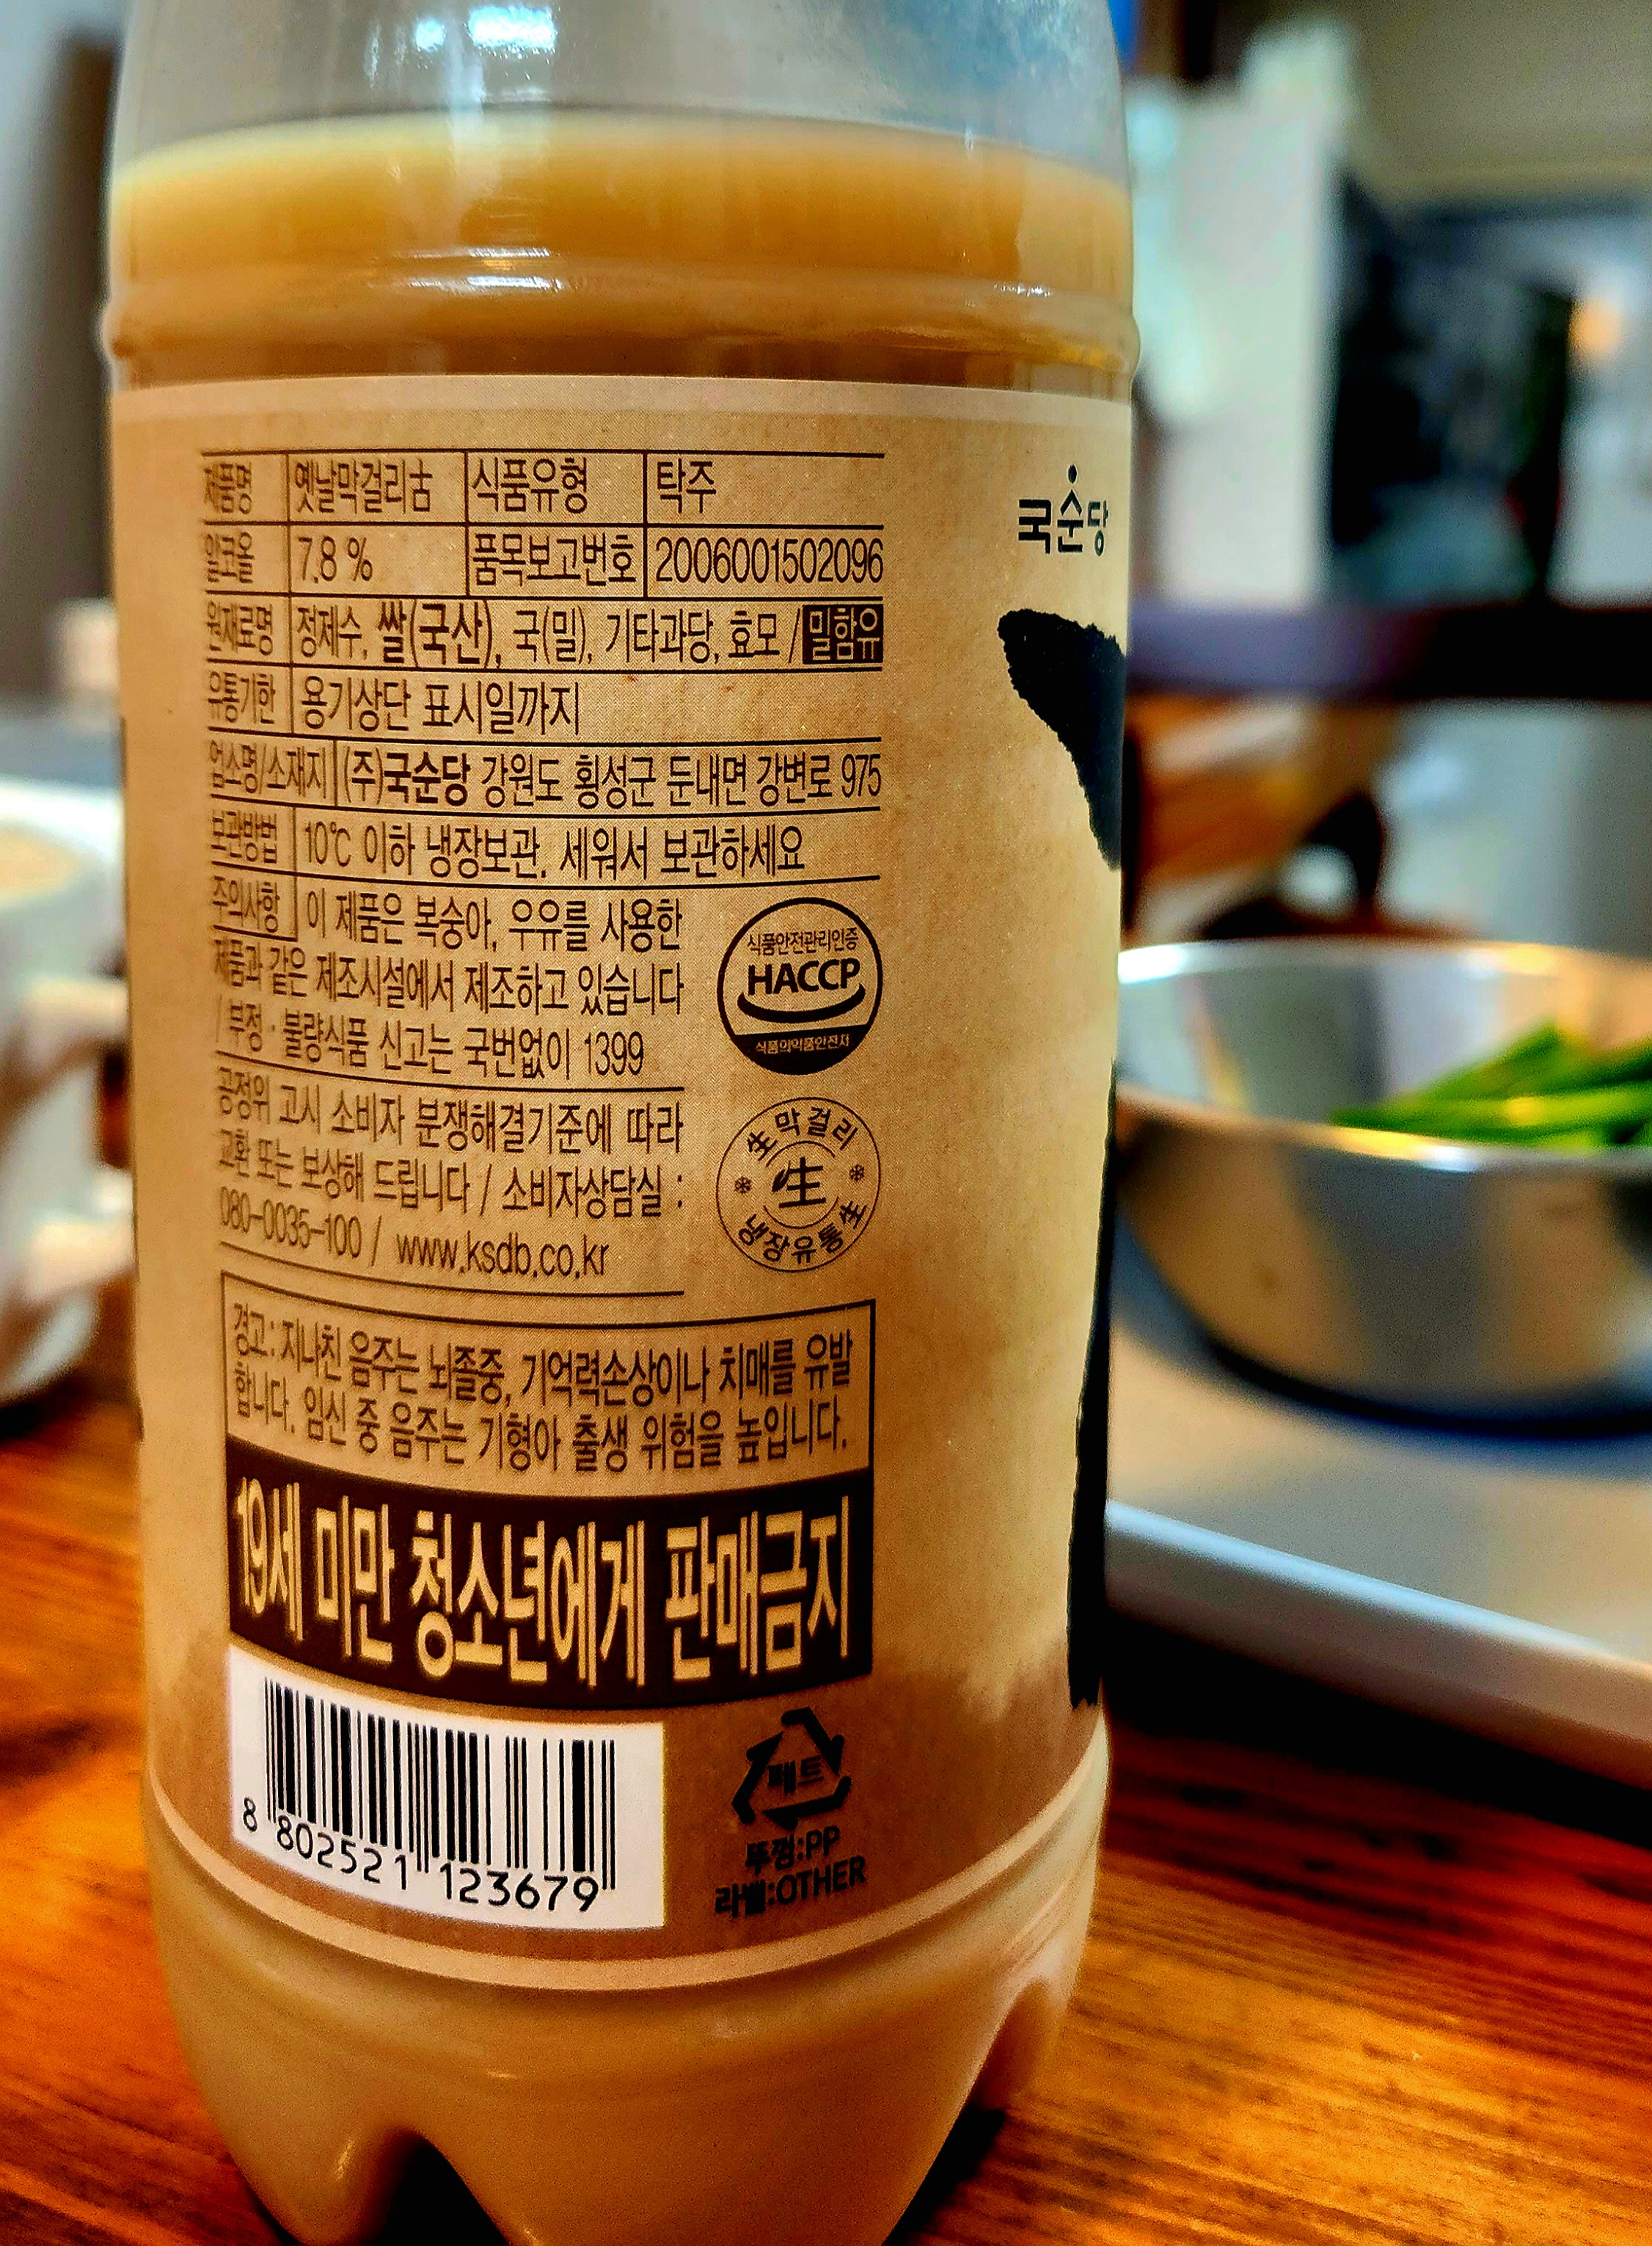 제품명 옛날막걸리古 식품유형 탁주
알코올 7.8 % 품목보고번호 2006001502096
원재료명 정제수, 쌀(국산), 국(밀), 기타과당, 효모 / 밀함유
유통기한 용기상단 표시일까지
업소명/소재지 (주)국순당 강원도 횡성군 둔내면 강변로 975
보관방법 10℃ 이하 냉장보관, 세워서 보관하세요
주의사항 이 제품은 복숭아, 우유를 사용한
제품과 같은 제조시설에서 제조하고 있습니다
/ 부정·불량식품 신고는 국번없이 1399
식품안전관리인증
HACCP
식품의약품안전처
공정위 고시 소비자 분쟁해결기준에 따라
교환 또는 보상해 드립니다 / 소비자상담실 :
080-0035-100 / www.ksdb.co.kr
生막걸리
生
냉장유통生
경고: 지나친 음주는 뇌졸중, 기억력손상이나 치매를 유발
합니다. 임신 중 음주는 기형아 출생 위험을 높입니다.
19세 미만 청소년에게 판매금지
8 802521 123679
페트
뚜껑:PP
라벨:OTHER
국순당